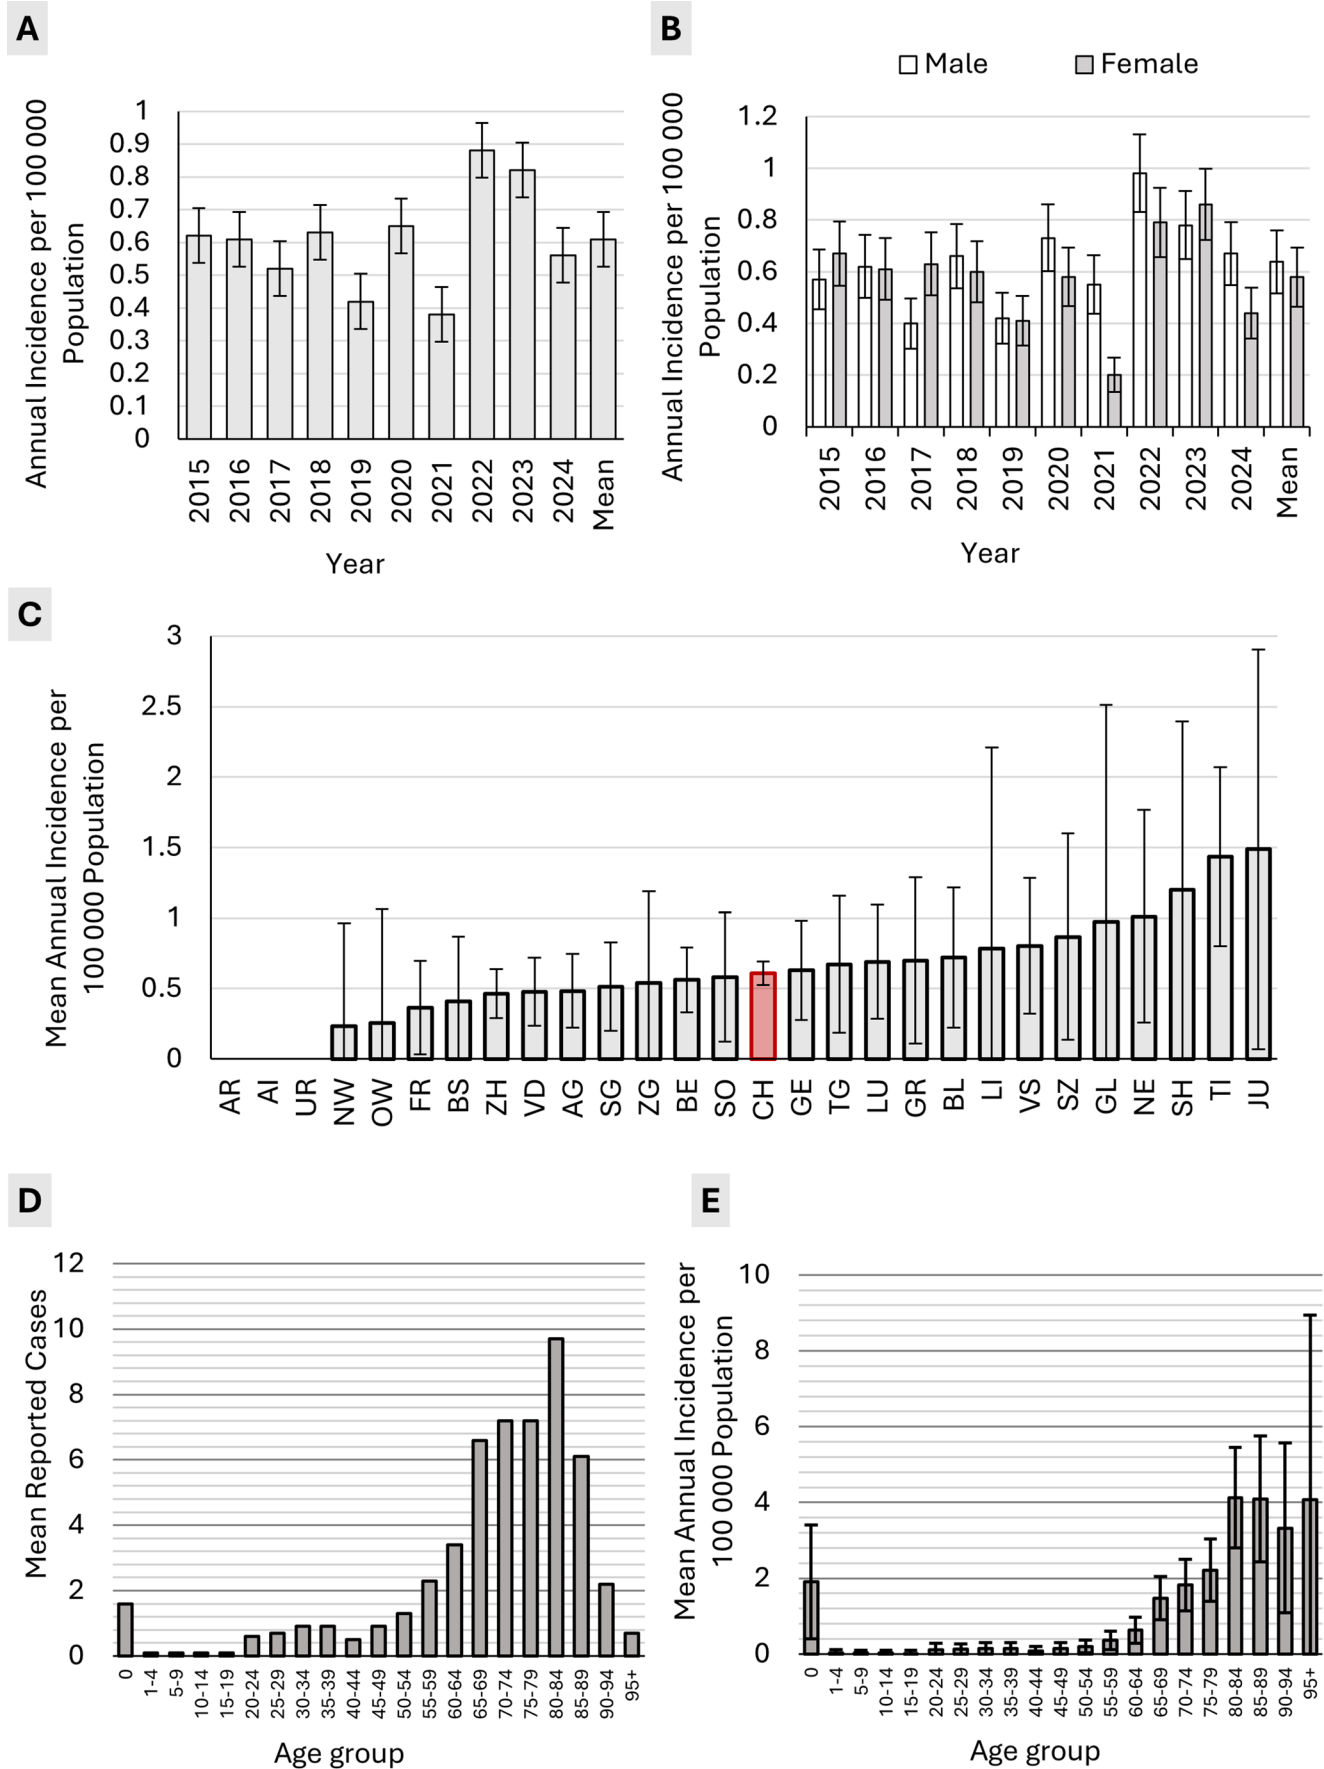 A
Annual Incidence per 100 000
Population
1
0.9
0.8
0.7
0.6
0.5
0.4
0.3
0.2
0.1
0
2015
2016
2017
2018
2019
2020
2021
2022
2023
2024
Mean
Year
B
Male
Female
Annual Incidence per 100 000
Population
1.2
1
0.8
0.6
0.4
0.2
0
2015
2016
2017
2018
2019
2020
2021
2022
2023
2024
Mean
Year
C
Mean Annual Incidence per
100 000 Population
3
2.5
2
1.5
1
0.5
0
AR
AI
UR
NW
OW
FR
BS
ZH
VD
AG
SG
ZG
BE
SO
CH
GE
TG
LU
GR
BL
LI
VS
SZ
GL
NE
SH
TI
JU
D
Mean Reported Cases
12
10
8
6
4
2
0
0
1-4
5-9
10-14
15-19
20-24
25-29
30-34
35-39
40-44
45-49
50-54
55-59
60-64
65-69
70-74
75-79
80-84
85-89
90-94
95+
Age group
E
Mean Annual Incidence per
100 000 Population
10
8
6
4
2
0
0
1-4
5-9
10-14
15-19
20-24
25-29
30-34
35-39
40-44
45-49
50-54
55-59
60-64
65-69
70-74
75-79
80-84
85-89
90-94
95+
Age group